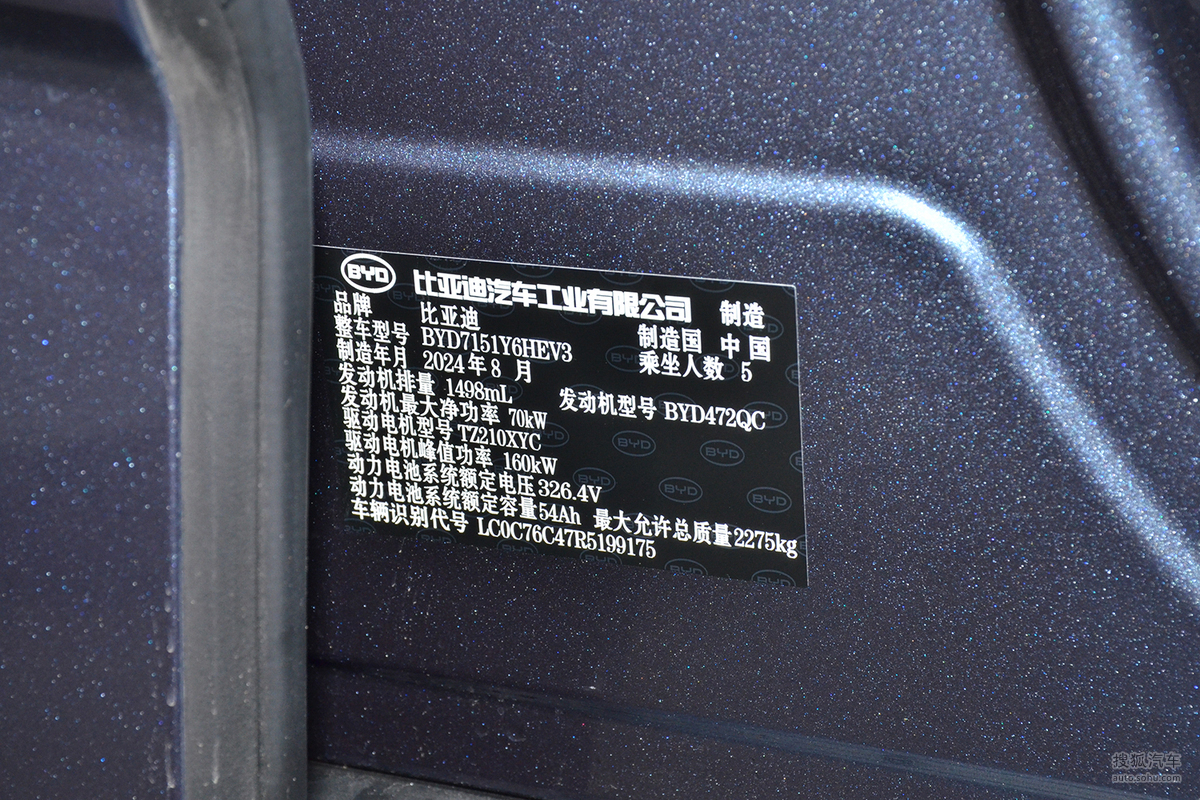 BYD 比亚迪汽车工业有限公司 制造
品牌 比亚迪 制造国 中国
整车型号 BYD7151Y6HEV3 乘坐人数 5
制造年月 2024年8月
发动机排量 1498mL 发动机型号 BYD472QC
发动机最大净功率 70kW
驱动电机型号 TZ210XYC
驱动电机峰值功率 160kW
动力电池系统额定电压 326.4V
动力电池系统额定容量 54Ah 最大允许总质量 2275kg
车辆识别代号 LC0C76C47R5199175
搜狐汽车
auto.sohu.com